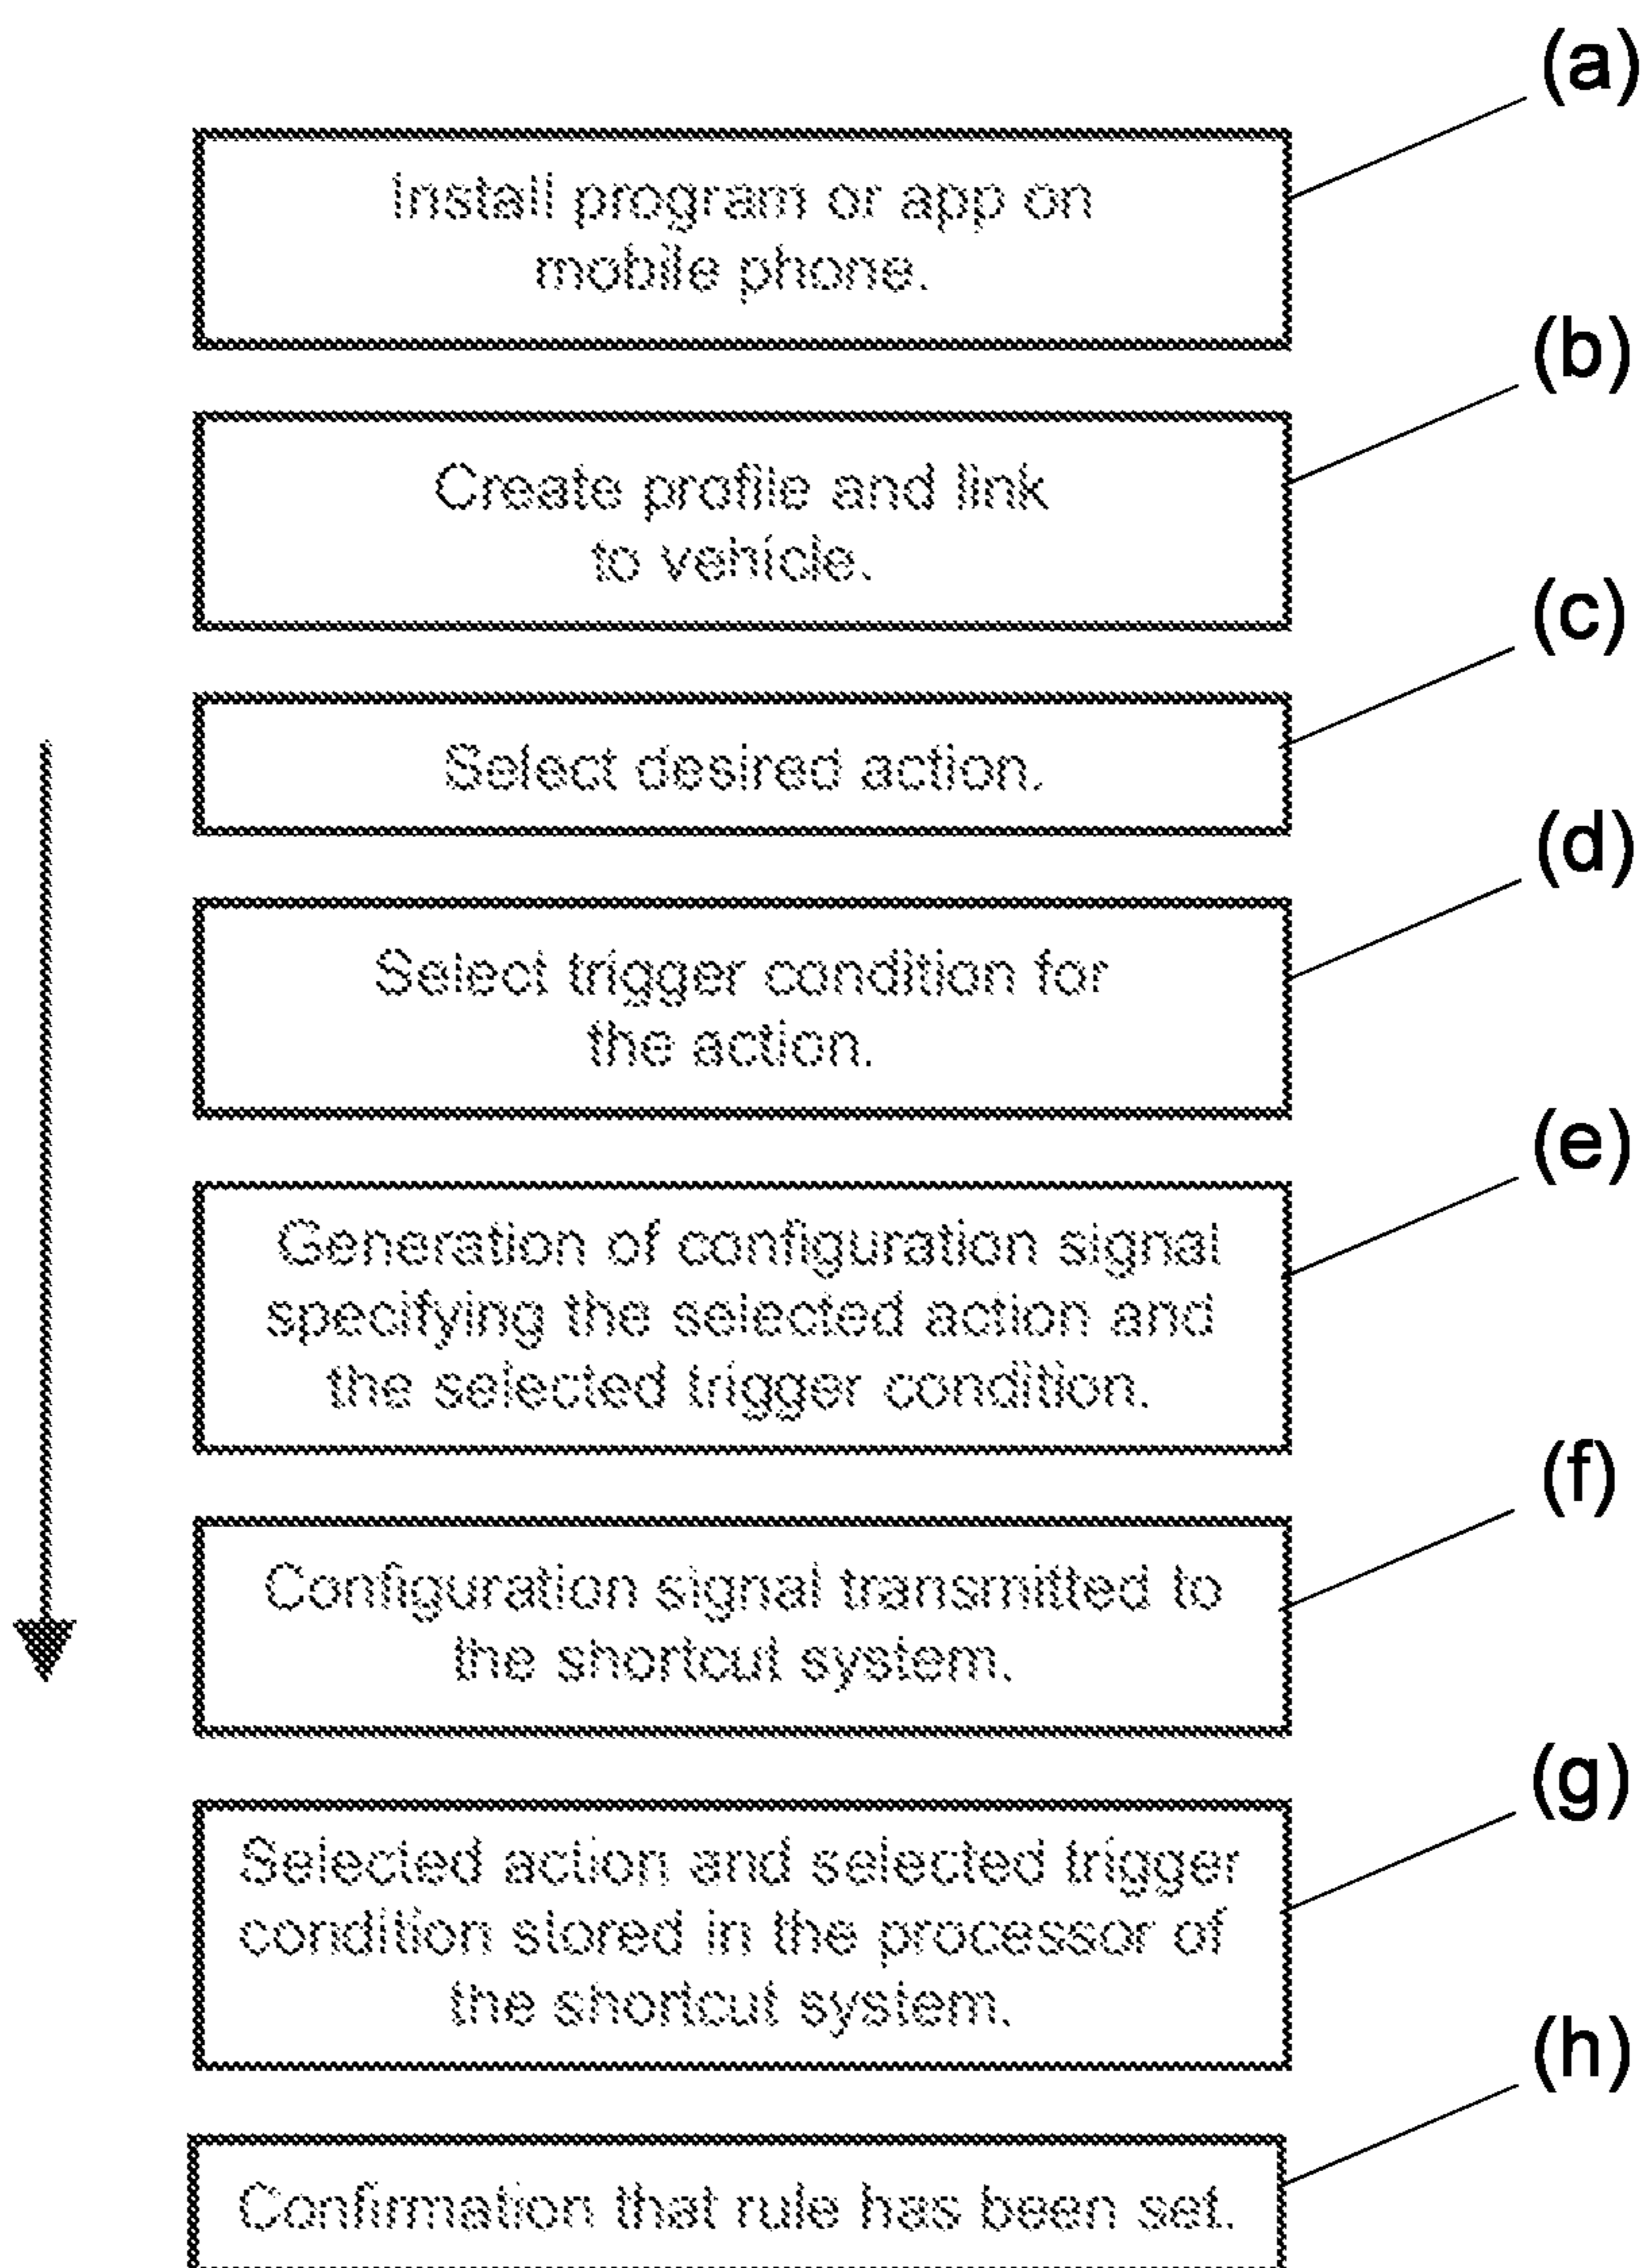 (a)
Install program or app on
mobile phone.
(b)
Create profile and link
to vehicle.
(c)
Select desired action.
(d)
Select trigger condition for
the action.
(e)
Generation of configuration signal
specifying the selected action and
the selected trigger condition.
(f)
Configuration signal transmitted to
the shortcut system.
(g)
Selected action and selected trigger
condition stored in the processor of
the shortcut system.
(h)
Confirmation that rule has been set.